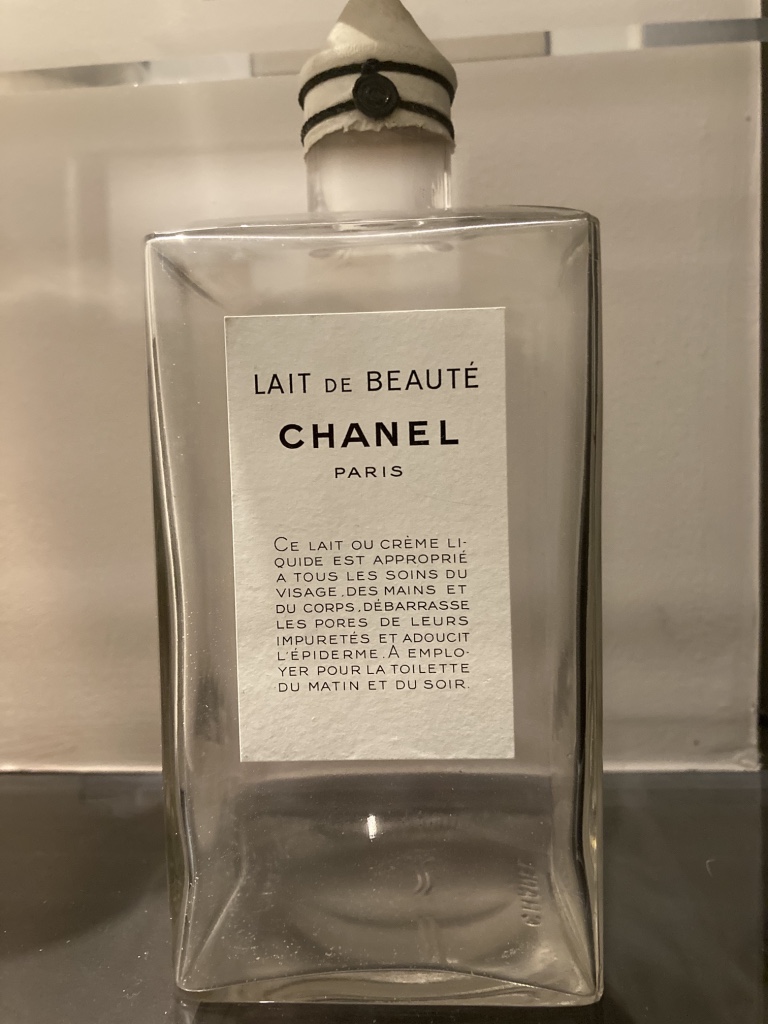 LAIT DE BEAUTÉ
CHANEL
PARIS
CE LAIT OU CRÈME LI-
QUIDE EST APPROPRIÉ
A TOUS LES SOINS DU
VISAGE, DES MAINS ET
DU CORPS, DÉBARRASSE
LES PORES DE LEURS
IMPURETÉS ET ADOUCIT
L'ÉPIDERME. A EMPLO-
YER POUR LA TOILETTE
DU MATIN ET DU SOIR.